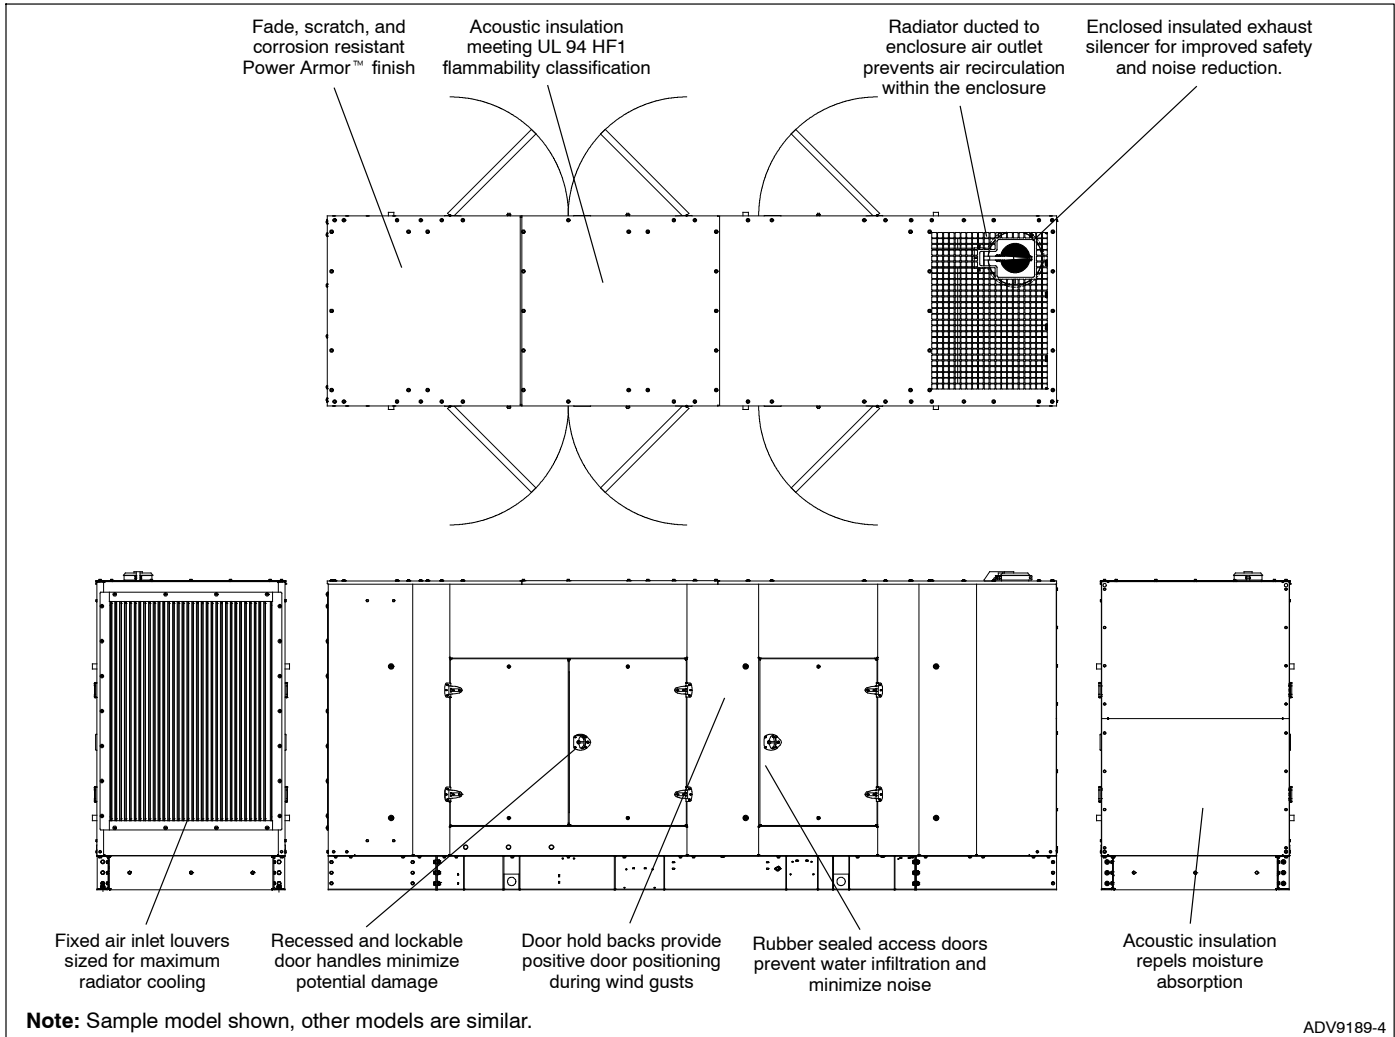 Fade, scratch, and
corrosion resistant
Power Armor™ finish
Acoustic insulation
meeting UL 94 HF1
flammability classification
Radiator ducted to
enclosure air outlet
prevents air recirculation
within the enclosure
Enclosed insulated exhaust
silencer for improved safety
and noise reduction.
Fixed air inlet louvers
sized for maximum
radiator cooling
Recessed and lockable
door handles minimize
potential damage
Door hold backs provide
positive door positioning
during wind gusts
Rubber sealed access doors
prevent water infiltration and
minimize noise
Acoustic insulation
repels moisture
absorption
Note: Sample model shown, other models are similar.
ADV9189-4